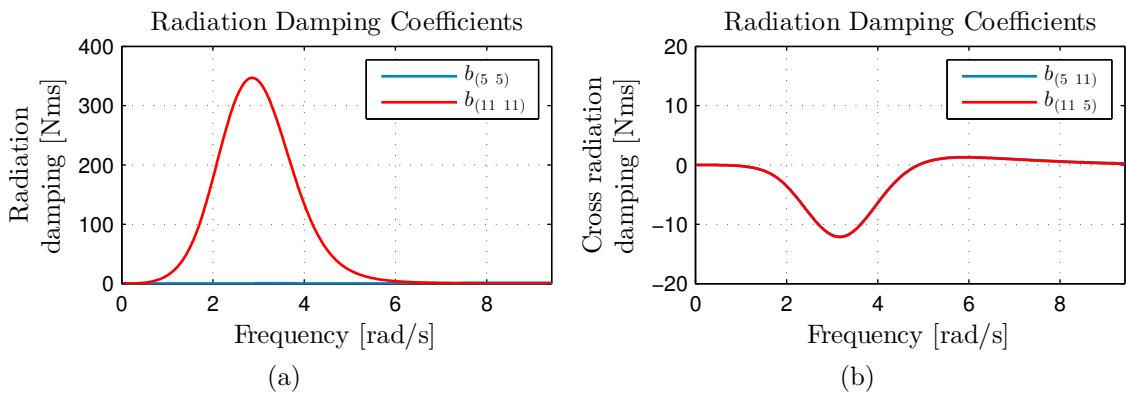 Radiation Damping Coefficients
Radiation
damping [Nms]
400
300
200
100
0
0 2 4 6 8
b(5 5)
b(11 11)
Frequency [rad/s]
(a)
Radiation Damping Coefficients
Cross radiation
damping [Nms]
20
10
0
−10
−20
0 2 4 6 8
b(5 11)
b(11 5)
Frequency [rad/s]
(b)